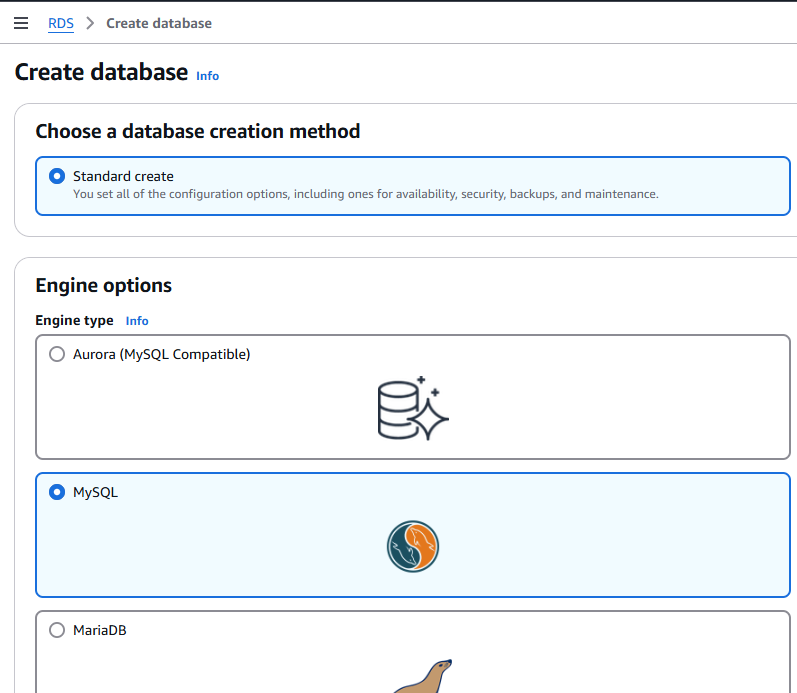 RDS > Create database
Create database Info
Choose a database creation method
Standard create
You set all of the configuration options, including ones for availability, security, backups, and maintenance.
Engine options
Engine type Info
Aurora (MySQL Compatible)
MySQL
MariaDB